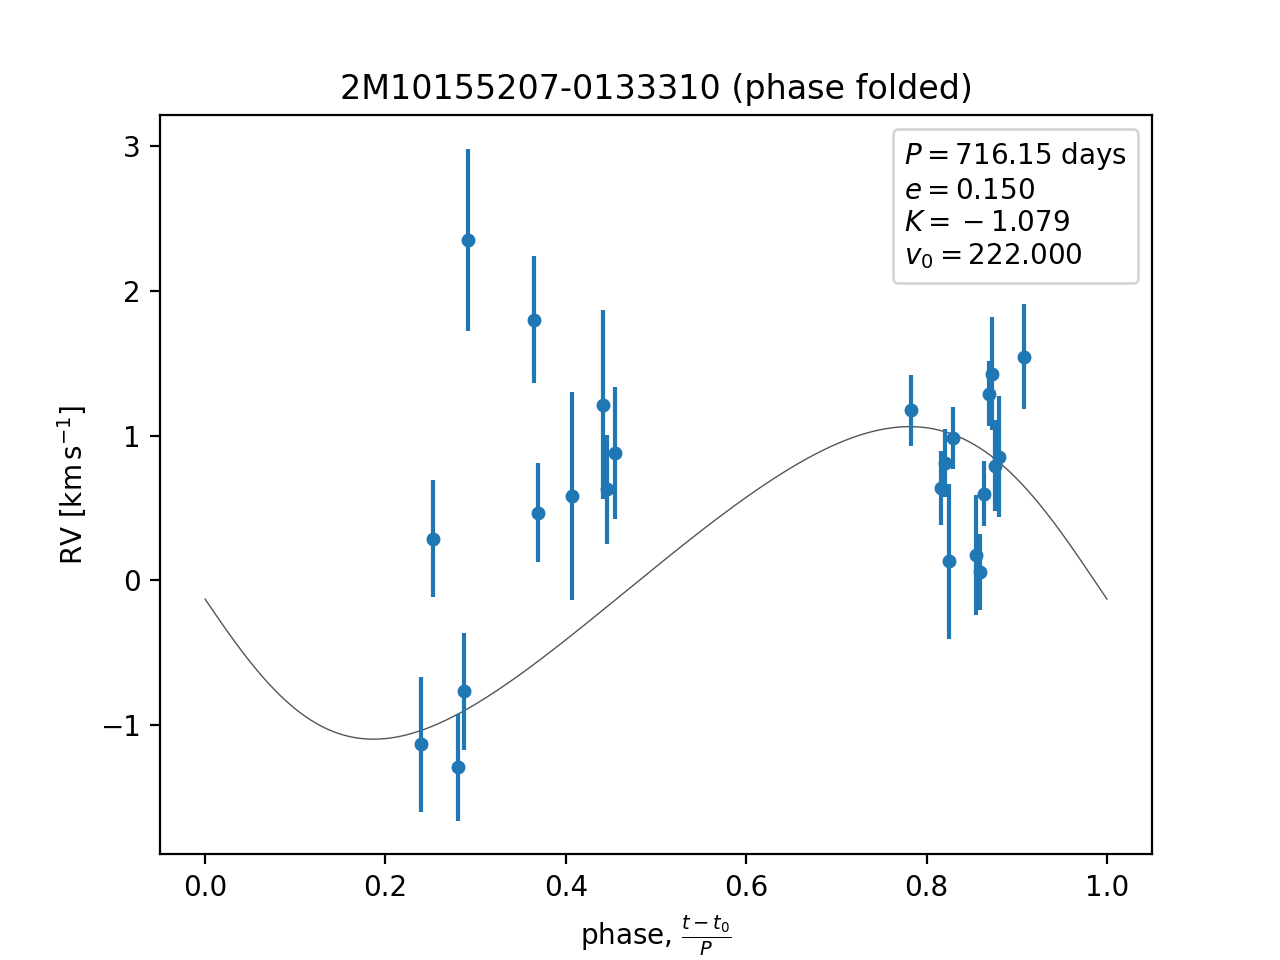 2M10155207-0133310 (phase folded)
P = 716.15 days
e = 0.150
K = −1.079
v₀ = 222.000
RV [km s⁻¹]
3
2
1
0
−1
0.0 0.2 0.4 0.6 0.8 1.0
phase, (t − t₀)/P